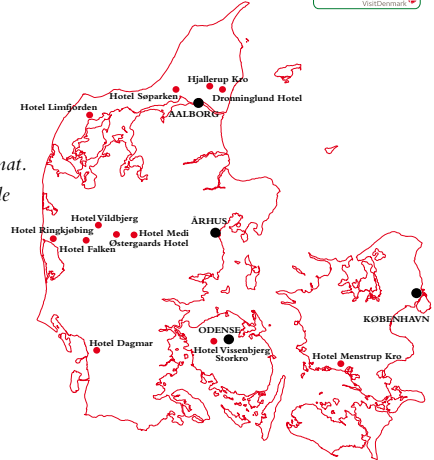 VisitDenmark
Hjallerup Kro
Hotel Søparken
Dronninglund Hotel
Hotel Limfjorden
AALBORG
nat.
de
Hotel Vildbjerg
ÅRHUS
Hotel Ringkjøbing
Hotel Medi
Østergaards Hotel
Hotel Falken
KØBENHAVN
ODENSE
Hotel Dagmar
Hotel Vissenbjerg
Storkro
Hotel Menstrup Kro